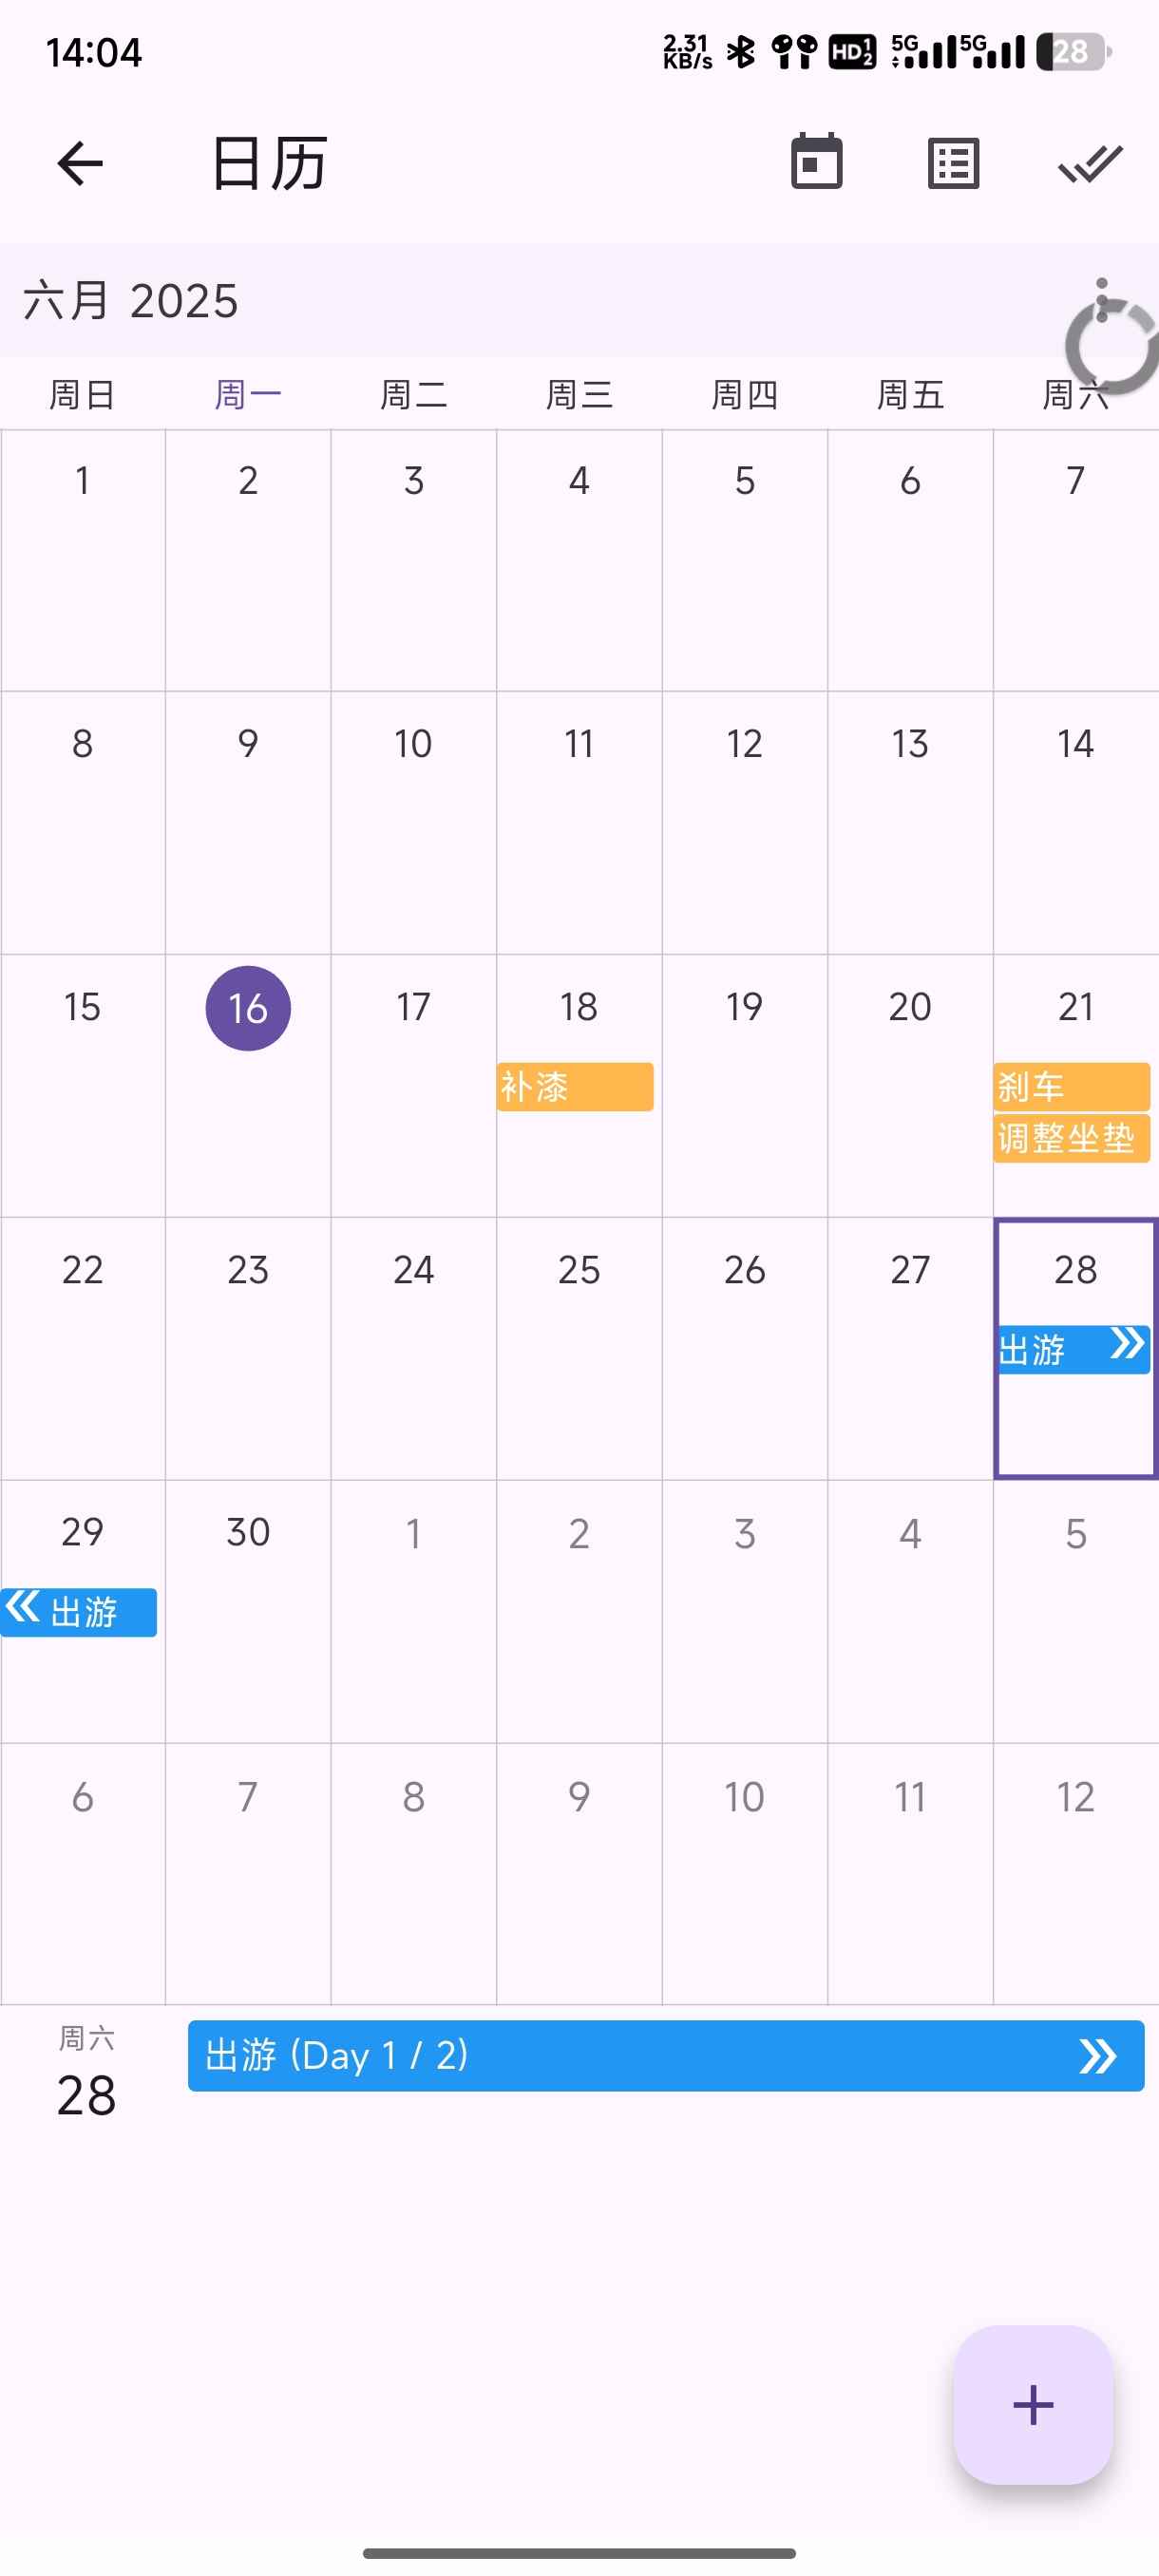 14:04 2.31 KB/s HD 1 2 5G 5G 28
日历
六月 2025
周日 周一 周二 周三 周四 周五 周六
1 2 3 4 5 6 7
8 9 10 11 12 13 14
15 16 17 18 19 20 21
补漆 刹车
调整坐垫
22 23 24 25 26 27 28
出游
29 30 1 2 3 4 5
出游
6 7 8 9 10 11 12
周六
28
出游 (Day 1 / 2)